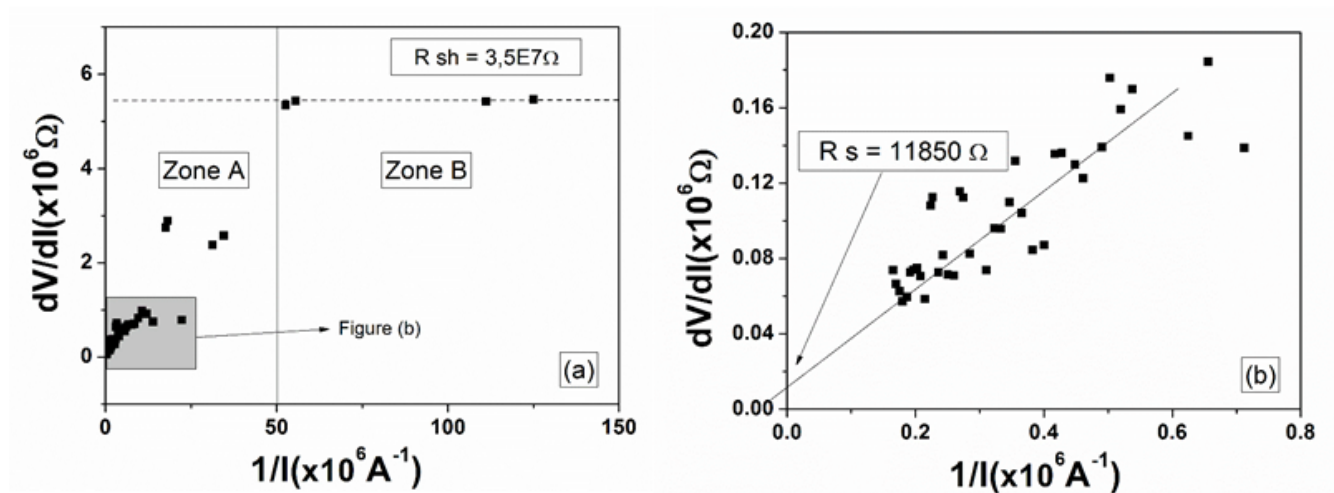 R sh = 3,5E7Ω
dV/dI(x10⁶Ω)
6
4
2
0
Zone A
Zone B
Figure (b)
(a)
0
50
100
150
1/I(x10⁶A⁻¹)
dV/dI(x10⁶Ω)
0.20
0.16
0.12
0.08
0.04
0.00
R s = 11850 Ω
(b)
0.0
0.2
0.4
0.6
0.8
1/I(x10⁶A⁻¹)